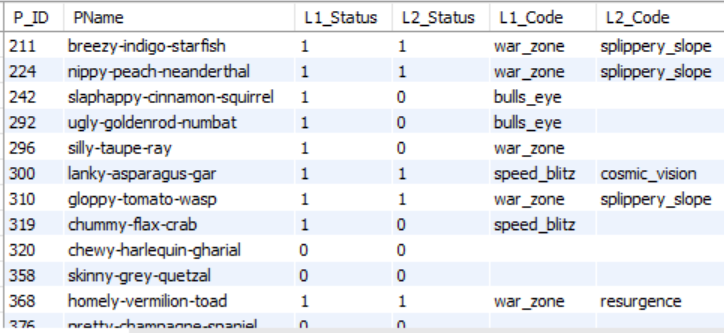 P_ID PName L1_Status L2_Status L1_Code L2_Code
211 breezy-indigo-starfish 1 1 war_zone splippery_slope
224 nippy-peach-neanderthal 1 1 war_zone splippery_slope
242 slaphappy-cinnamon-squirrel 1 0 bulls_eye
292 ugly-goldenrod-numbat 1 0 bulls_eye
296 silly-taupe-ray 1 0 war_zone
300 lanky-asparagus-gar 1 1 speed_blitz cosmic_vision
310 gloppy-tomato-wasp 1 1 war_zone splippery_slope
319 chummy-flax-crab 1 0 speed_blitz
320 chewy-harlequin-gharial 0 0
358 skinny-grey-quetzal 0 0
368 homely-vermilion-toad 1 1 war_zone resurgence
376 pretty-champagne-spaniel 0 0